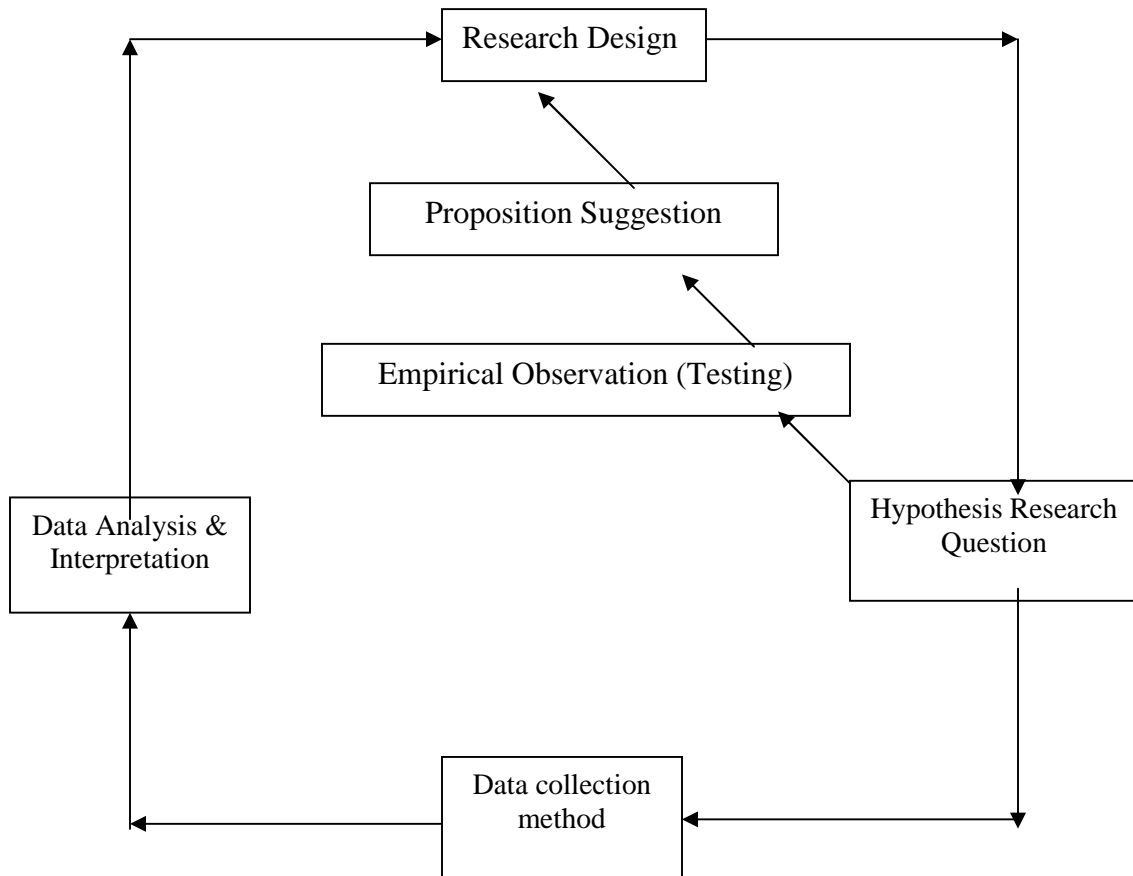 Research Design
Proposition Suggestion
Empirical Observation (Testing)
Data Analysis &
Interpretation
Hypothesis Research
Question
Data collection
method